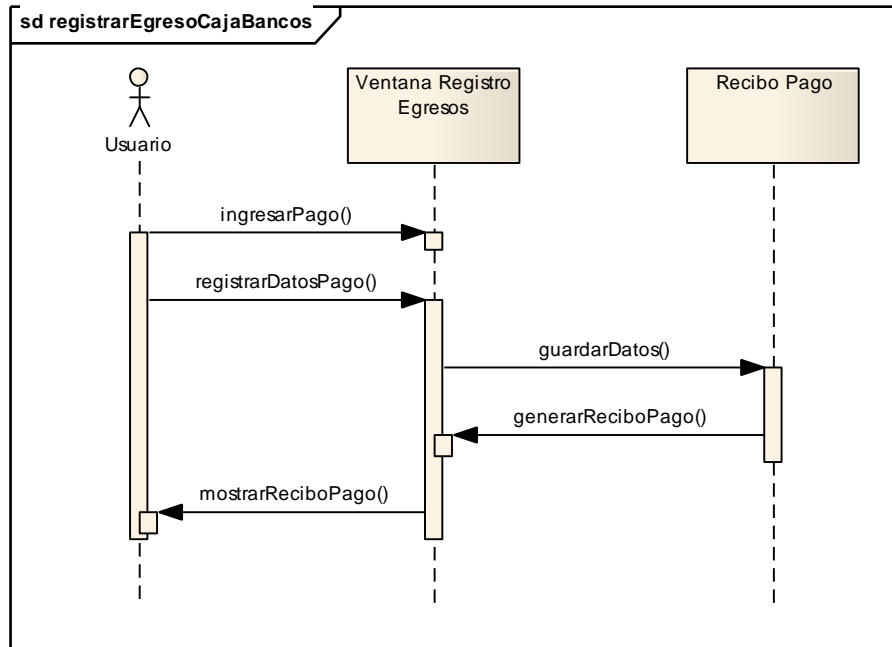 sd registrarEgresoCajaBancos
Usuario
Ventana Registro
Egresos
Recibo Pago
ingresarPago()
registrarDatosPago()
guardarDatos()
generarReciboPago()
mostrarReciboPago()